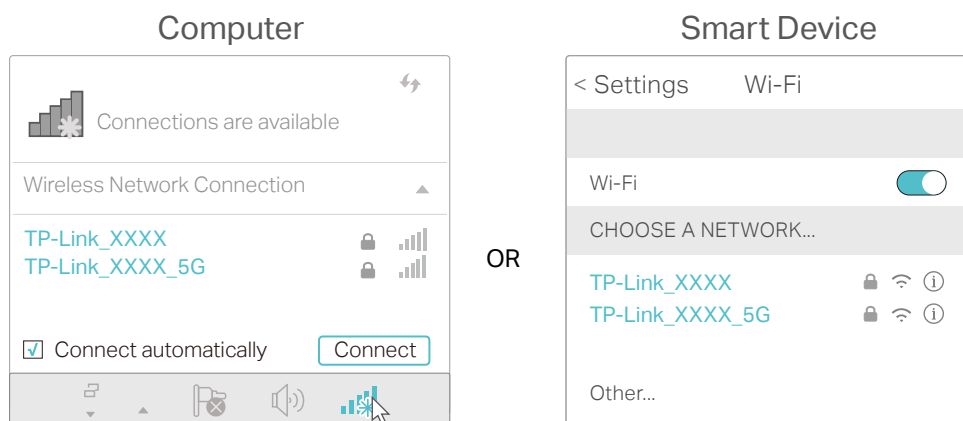 Computer
Connections are available
Wireless Network Connection
TP-Link_XXXX
TP-Link_XXXX_5G
Connect automatically
Connect
OR
Smart Device
< Settings
Wi-Fi
Wi-Fi
CHOOSE A NETWORK...
TP-Link_XXXX
TP-Link_XXXX_5G
Other...